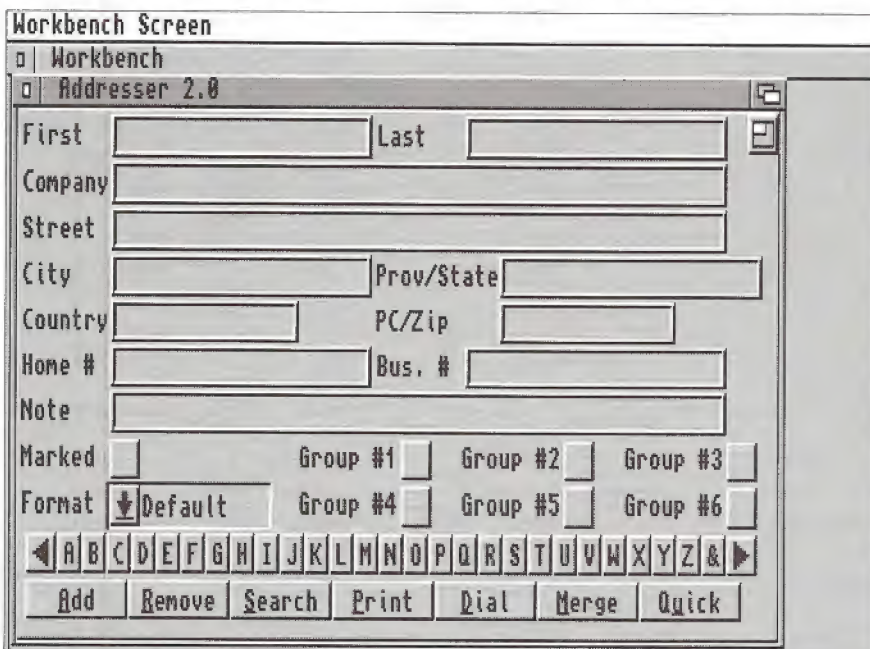 Workbench Screen
Workbench
Addresser 2.0
First Last
Company
Street
City Prov/State
Country PC/Zip
Home # Bus. #
Note
Marked Group #1 Group #2 Group #3
Format Default Group #4 Group #5 Group #6
A B C D E F G H I J K L M N O P Q R S T U V W X Y Z &
Add Remove Search Print Dial Merge Quick